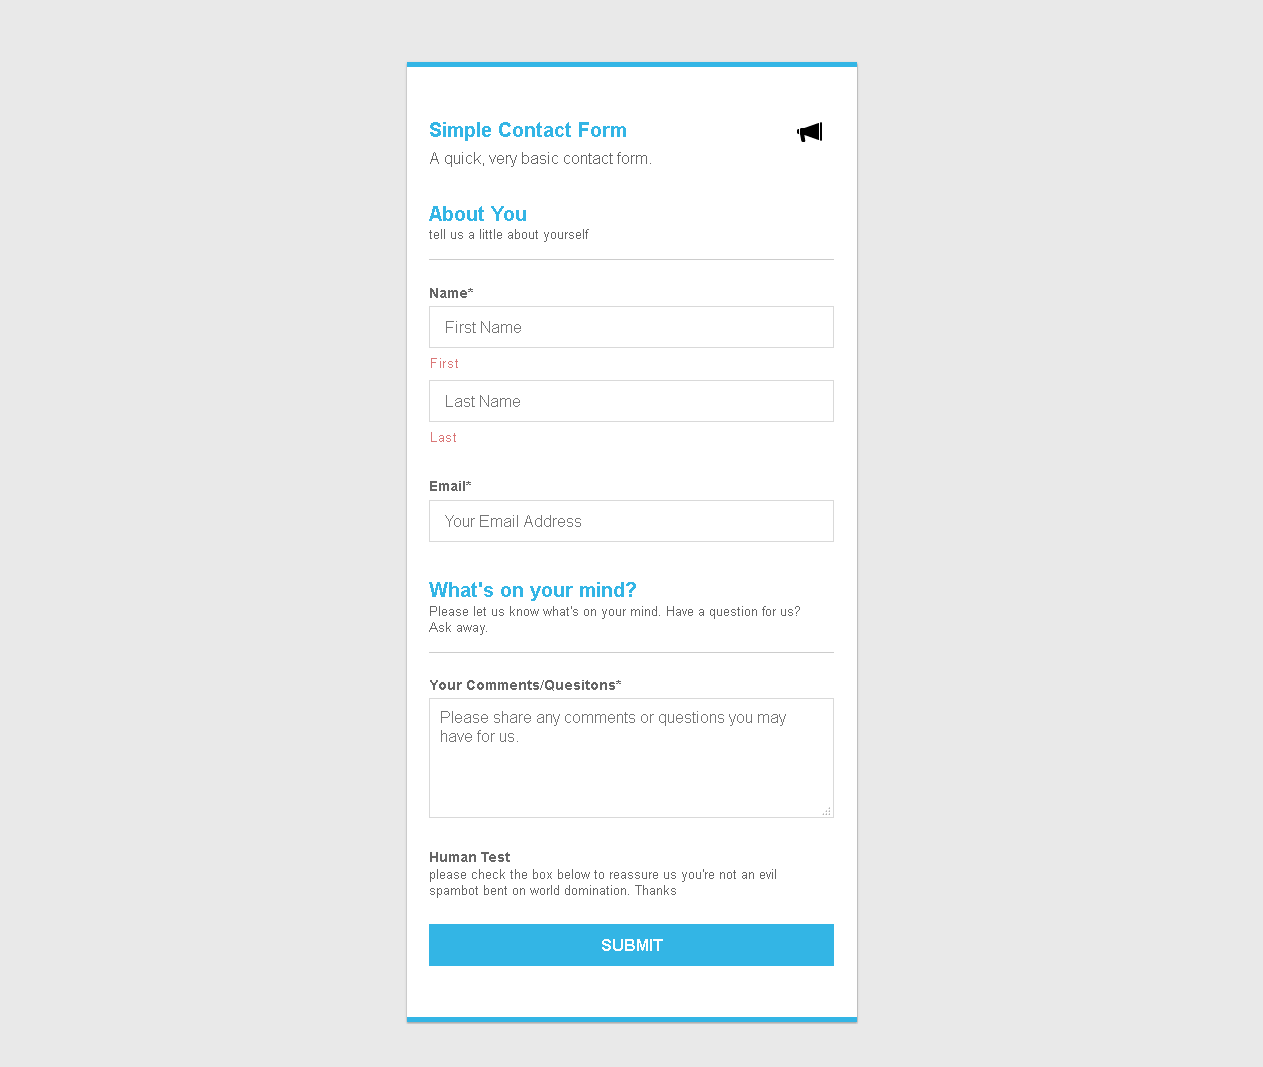 Simple Contact Form
A quick, very basic contact form.
About You
tell us a little about yourself
Name*
First Name
First
Last Name
Last
Email*
Your Email Address
What's on your mind?
Please let us know what's on your mind. Have a question for us?
Ask away.
Your Comments/Quesitons*
Please share any comments or questions you may
have for us.
Human Test
please check the box below to reassure us you're not an evil
spambot bent on world domination. Thanks
SUBMIT